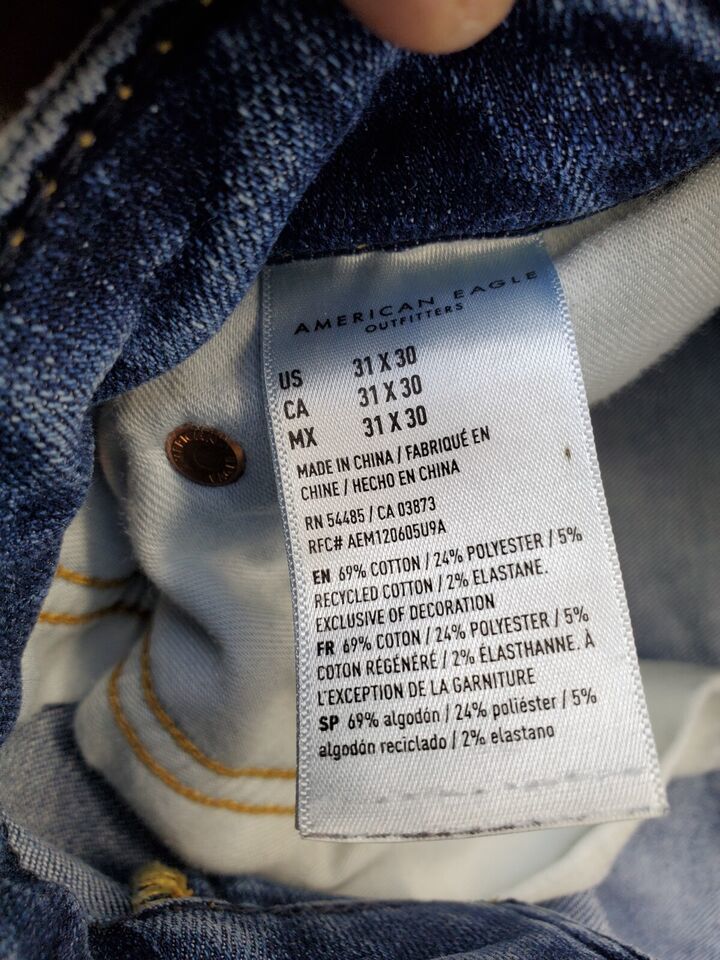 AMERICAN EAGLE
OUTFITTERS
US 31 X 30
CA 31 X 30
MX 31 X 30
MADE IN CHINA / FABRIQUÉ EN
CHINE / HECHO EN CHINA
RN 54485 / CA 03873
RFC# AEM120605U9A
EN 69% COTTON / 24% POLYESTER / 5%
RECYCLED COTTON / 2% ELASTANE.
EXCLUSIVE OF DECORATION
FR 69% COTON / 24% POLYESTER / 5%
COTON RÉGÉNÉRÉ / 2% ÉLASTHANNE. À
L'EXCEPTION DE LA GARNITURE
SP 69% algodón / 24% poliéster / 5%
algodón reciclado / 2% elastano